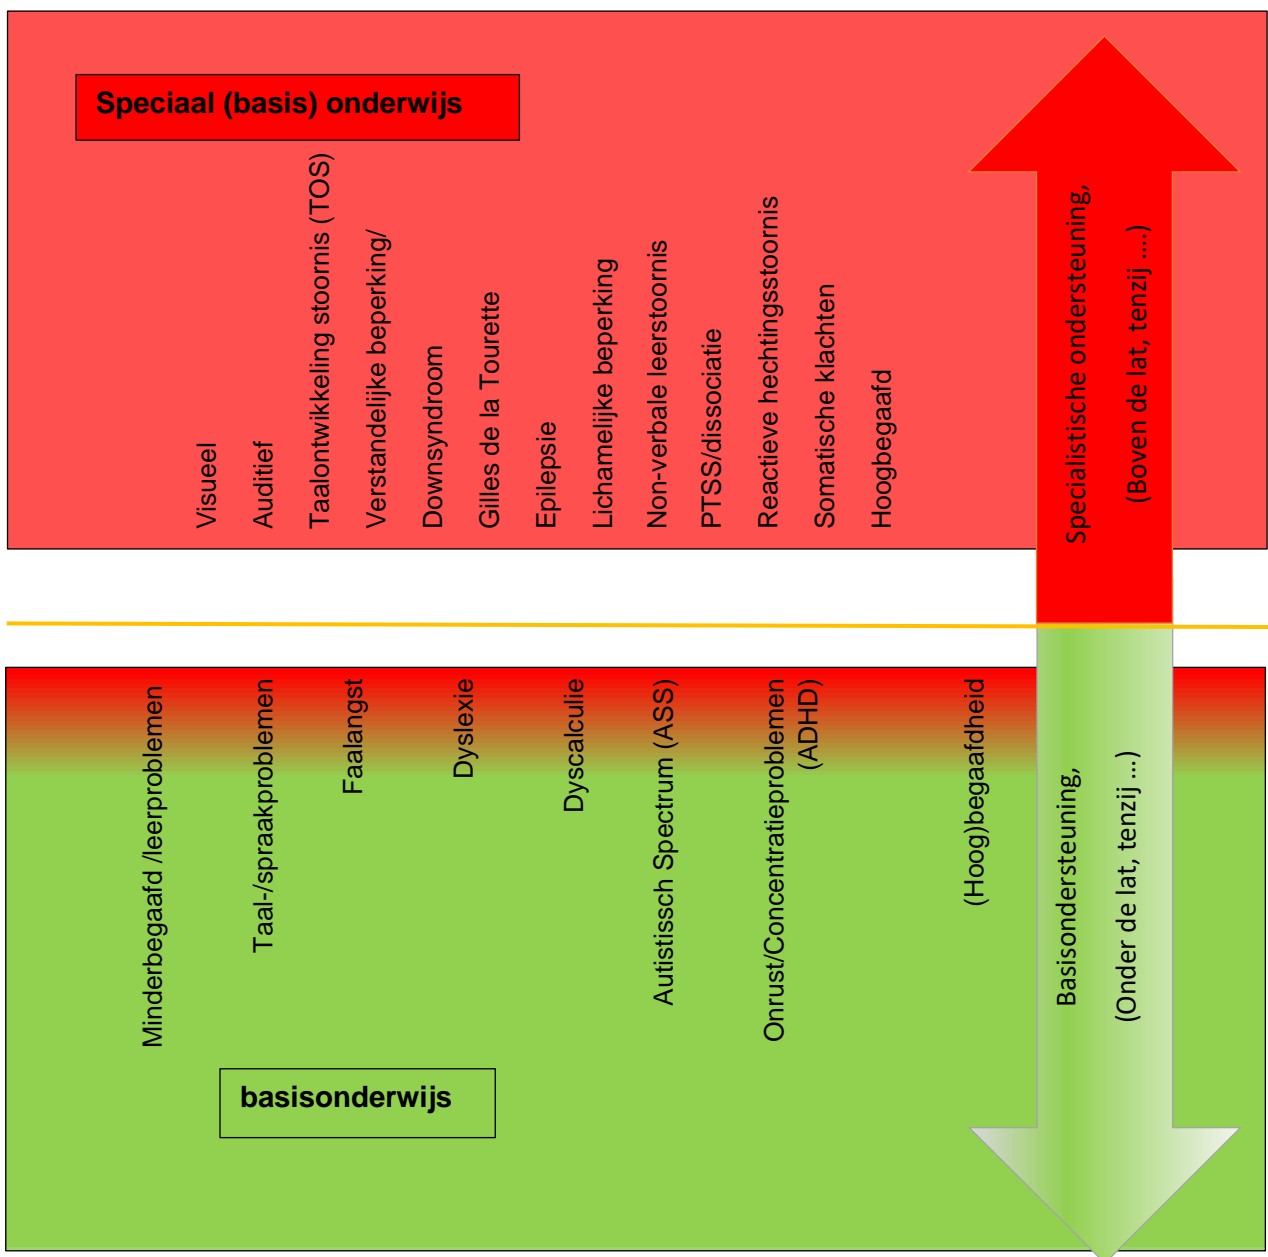 Speciaal (basis) onderwijs
Visueel
Auditief
Taalontwikkeling stoornis (TOS)
Verstandelijke beperking/
Downsyndroom
Gilles de la Tourette
Epilepsie
Lichamelijke beperking
Non-verbale leerstoornis
PTSS/dissociatie
Reactieve hechtingsstoornis
Somatische klachten
Hoogbegaafd
Specialistische ondersteuning,
(Boven de lat, tenzij ....)
Minderbegaafd /leerproblemen
Taal-/spraakproblemen
Faalangst
Dyslexie
Dyscalculie
Autistissch Spectrum (ASS)
Onrust/Concentratieproblemen
(ADHD)
(Hoog)begaafdheid
Basisondersteuning,
(Onder de lat, tenzij ...)
basisonderwijs